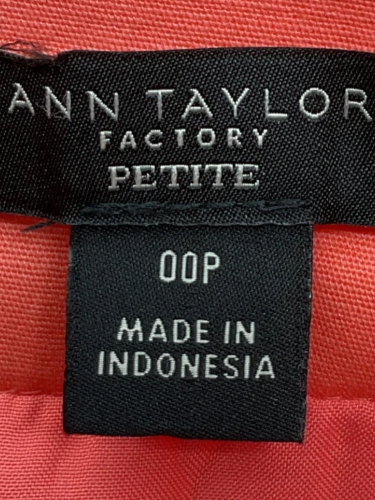 ANN TAYLOR
FACTORY
PETITE
00P
MADE IN
INDONESIA